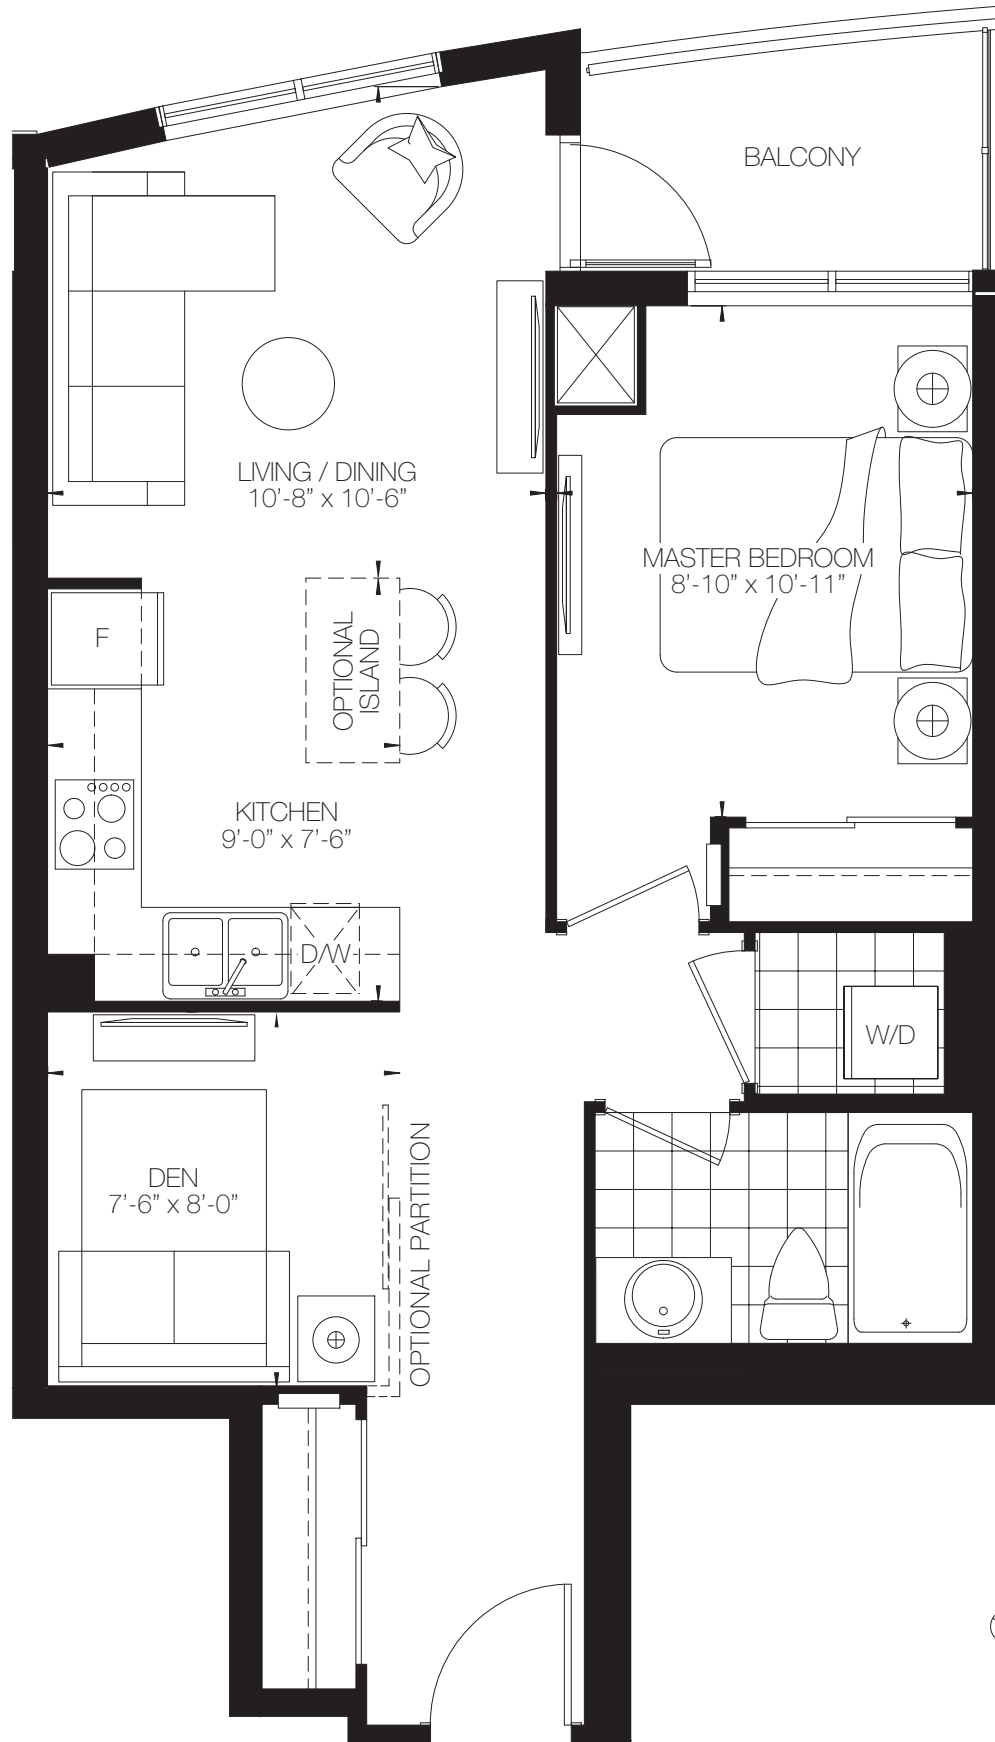 BALCONY
LIVING / DINING
10'-8” x 10'-6”
MASTER BEDROOM
8'-10” x 10'-11”
F
OPTIONAL
ISLAND
KITCHEN
9'-0” x 7'-6”
D/W
W/D
DEN
7'-6” x 8'-0”
OPTIONAL PARTITION